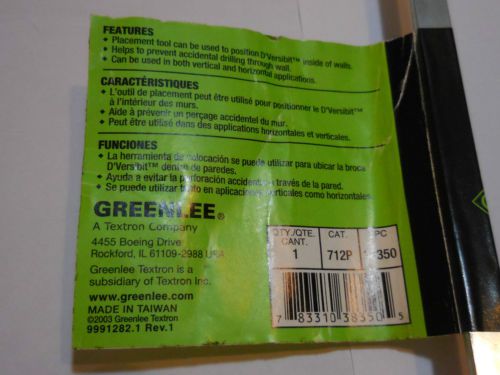 FEATURES
• Placement tool can be used to position D'Versibit™ inside of walls.
• Helps to prevent accidental drilling through wall.
• Can be used in both vertical and horizontal applications.
CARACTÉRISTIQUES
• L'outil de placement peut être utilisé pour positionner le D'Versibit™
à l'intérieur des murs.
• Aide à prévenir un perçage accidentel du mur.
• Peut être utilisé dans des applications horizontales et verticales.
FUNCIONES
• La herramienta de colocación se puede utilizar para ubicar la broca
D'Versibit™ dentro de paredes.
• Ayuda a evitar la perforación accidental a través de la pared.
• Se puede utilizar tanto en aplicaciones verticales como horizontales.
GREENLEE®
A Textron Company
4455 Boeing Drive
Rockford, IL 61109-2988 USA
Greenlee Textron is a
subsidiary of Textron Inc.
www.greenlee.com
MADE IN TAIWAN
©2003 Greenlee Textron
9991282.1 Rev.1
QTY/QTE. CAT. PC
CANT.
1 712P 350
7 83310 38350 5